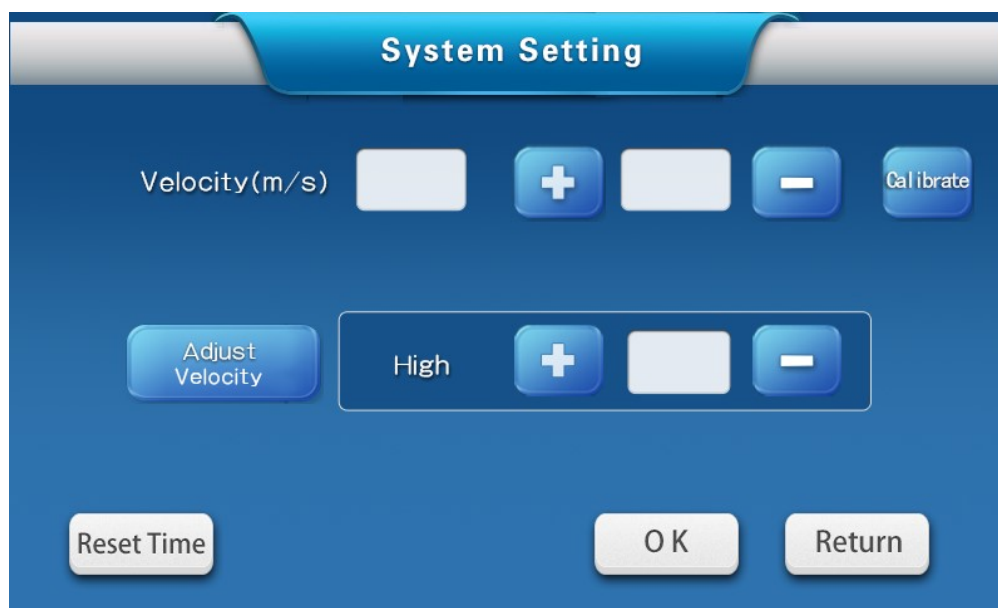 System Setting
Velocity(m/s)
+
-
Calibrate
Adjust
Velocity
High
+
-
Reset Time
OK
Return